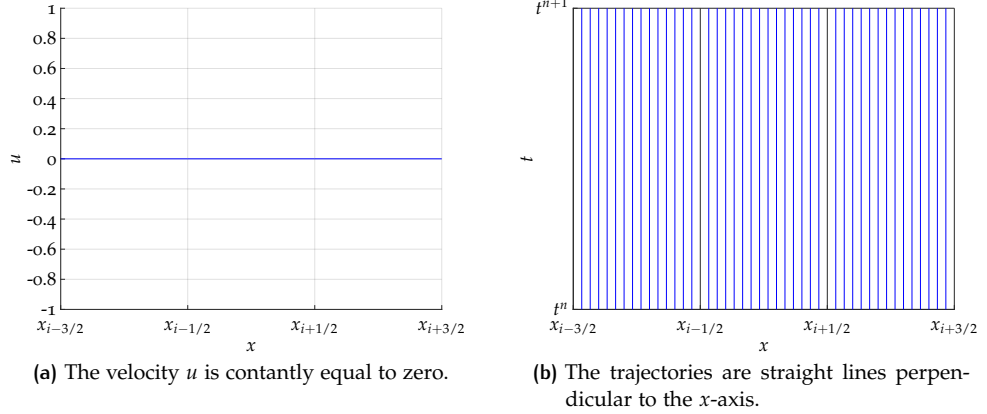 1
0.8
0.6
0.4
0.2
0
-0.2
-0.4
-0.6
-0.8
-1
u
x_{i−3/2} x_{i−1/2} x_{i+1/2} x_{i+3/2}
x
(a) The velocity u is contantly equal to zero.
t^{n+1}
t
t^n
x_{i−3/2} x_{i−1/2} x_{i+1/2} x_{i+3/2}
x
(b) The trajectories are straight lines perpen-
dicular to the x-axis.